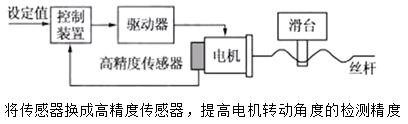 设定值
控制
装置
驱动器
高精度传感器
电机
滑台
丝杆
将传感器换成高精度传感器，提高电机转动角度的检测精度